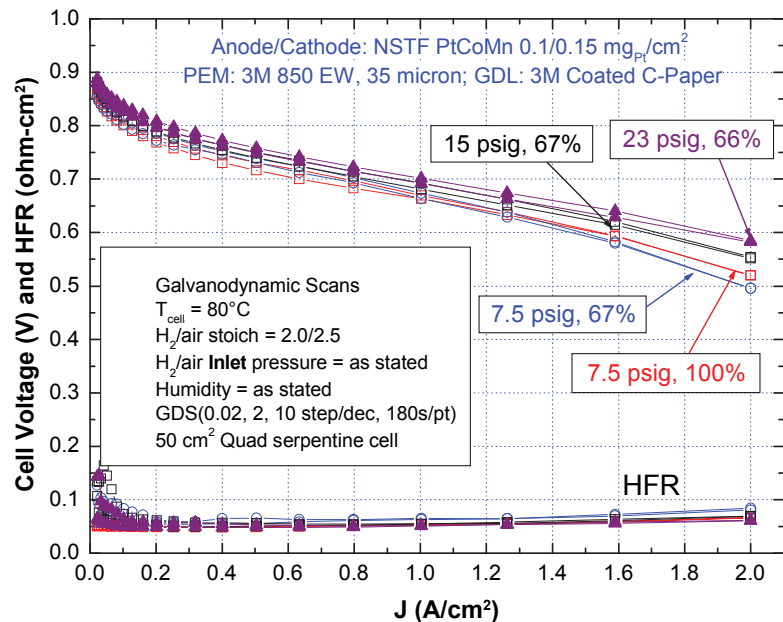 Anode/Cathode: NSTF PtCoMn 0.1/0.15 mg_Pt/cm²
PEM: 3M 850 EW, 35 micron; GDL: 3M Coated C-Paper
15 psig, 67%
23 psig, 66%
Galvanodynamic Scans
T_cell = 80°C
H₂/air stoich = 2.0/2.5
H₂/air Inlet pressure = as stated
Humidity = as stated
GDS(0.02, 2, 10 step/dec, 180s/pt)
50 cm² Quad serpentine cell
7.5 psig, 67%
7.5 psig, 100%
HFR
Cell Voltage (V) and HFR (ohm-cm²)
1.0
0.9
0.8
0.7
0.6
0.5
0.4
0.3
0.2
0.1
0.0
0.0 0.2 0.4 0.6 0.8 1.0 1.2 1.4 1.6 1.8 2.0
J (A/cm²)